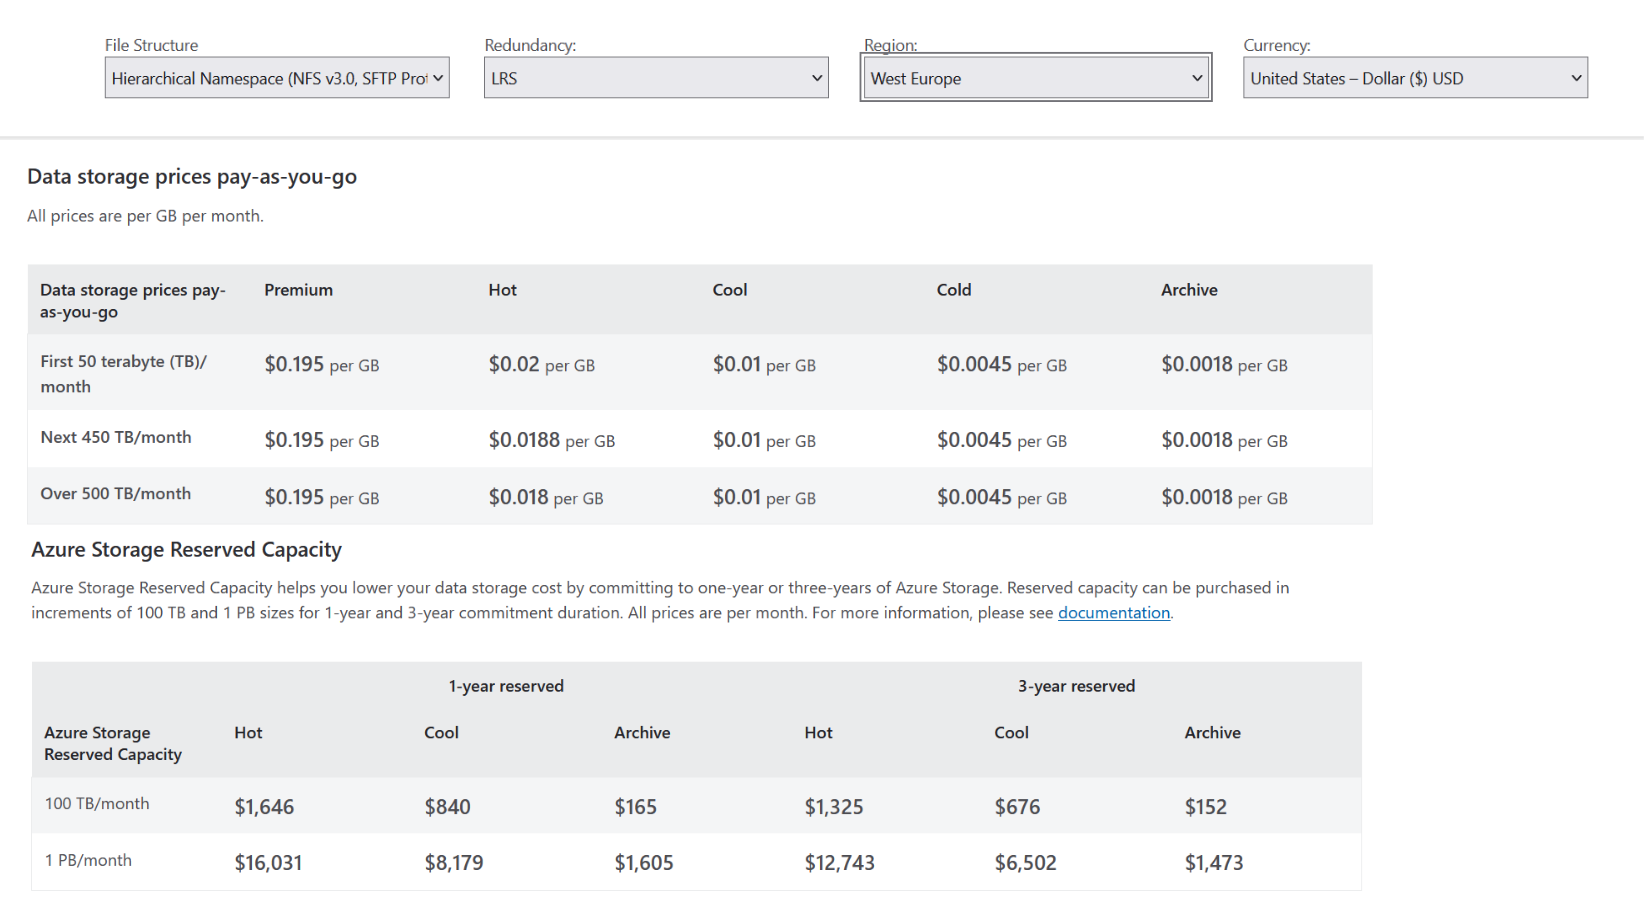 File Structure
Redundancy:
Region:
Currency:
Hierarchical Namespace (NFS v3.0, SFTP Prot
LRS
West Europe
United States – Dollar ($) USD
Data storage prices pay-as-you-go
All prices are per GB per month.
Data storage prices pay-
as-you-go
Premium
Hot
Cool
Cold
Archive
First 50 terabyte (TB)/
month
$0.195 per GB
$0.02 per GB
$0.01 per GB
$0.0045 per GB
$0.0018 per GB
Next 450 TB/month
$0.195 per GB
$0.0188 per GB
$0.01 per GB
$0.0045 per GB
$0.0018 per GB
Over 500 TB/month
$0.195 per GB
$0.018 per GB
$0.01 per GB
$0.0045 per GB
$0.0018 per GB
Azure Storage Reserved Capacity
Azure Storage Reserved Capacity helps you lower your data storage cost by committing to one-year or three-years of Azure Storage. Reserved capacity can be purchased in
increments of 100 TB and 1 PB sizes for 1-year and 3-year commitment duration. All prices are per month. For more information, please see documentation.
1-year reserved
3-year reserved
Azure Storage
Reserved Capacity
Hot
Cool
Archive
Hot
Cool
Archive
100 TB/month
$1,646
$840
$165
$1,325
$676
$152
1 PB/month
$16,031
$8,179
$1,605
$12,743
$6,502
$1,473